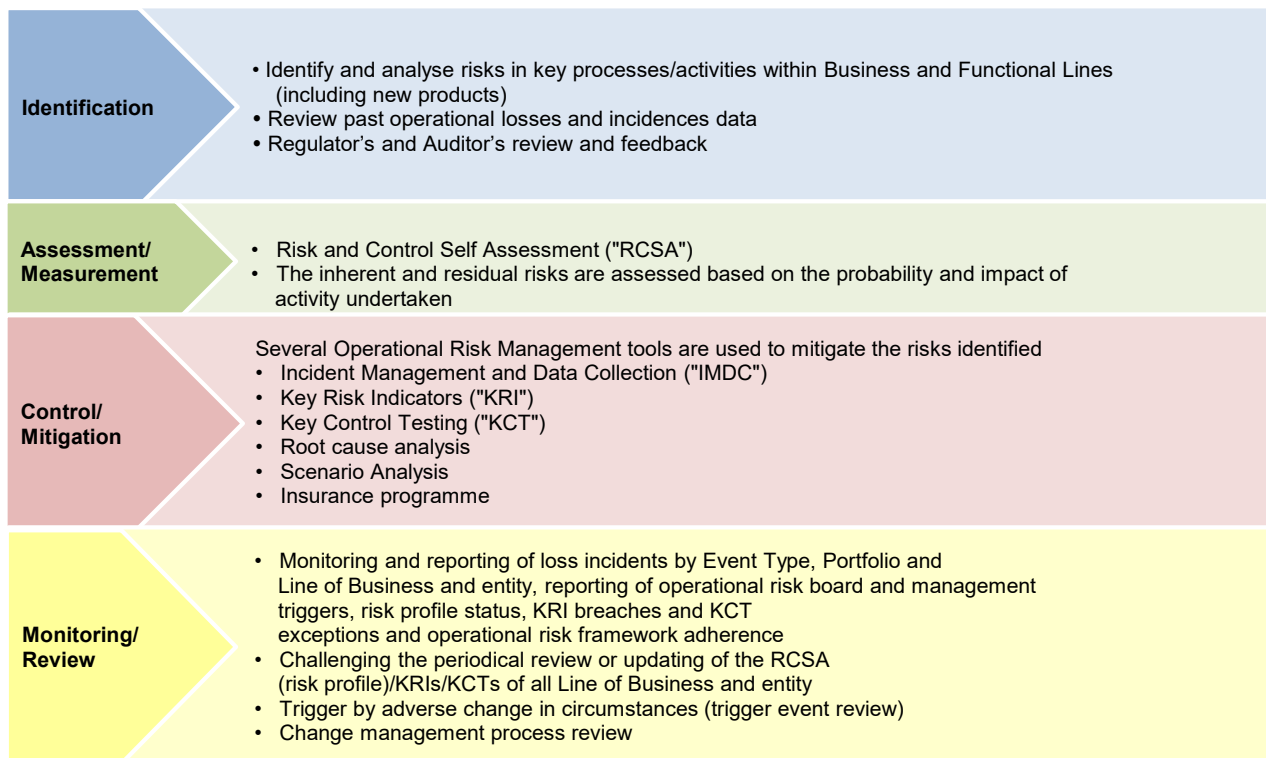 Identification
• Identify and analyse risks in key processes/activities within Business and Functional Lines
(including new products)
• Review past operational losses and incidences data
• Regulator’s and Auditor’s review and feedback
Assessment/
Measurement
• Risk and Control Self Assessment ("RCSA")
• The inherent and residual risks are assessed based on the probability and impact of
activity undertaken
Control/
Mitigation
Several Operational Risk Management tools are used to mitigate the risks identified
• Incident Management and Data Collection ("IMDC")
• Key Risk Indicators ("KRI")
• Key Control Testing ("KCT")
• Root cause analysis
• Scenario Analysis
• Insurance programme
Monitoring/
Review
• Monitoring and reporting of loss incidents by Event Type, Portfolio and
Line of Business and entity, reporting of operational risk board and management
triggers, risk profile status, KRI breaches and KCT
exceptions and operational risk framework adherence
• Challenging the periodical review or updating of the RCSA
(risk profile)/KRIs/KCTs of all Line of Business and entity
• Trigger by adverse change in circumstances (trigger event review)
• Change management process review